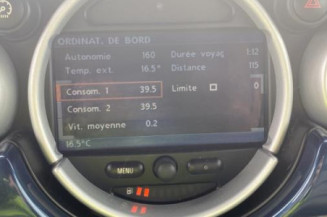 ORDINAT. DE BORD
Autonomie 160 Durée voyag 1:12
Temp. ext 16.5° Distance 115
Consom. 1 39.5 Limite 0
Consom. 2 39.5
Vit. moyenne 0.2
16.5°C
MENU